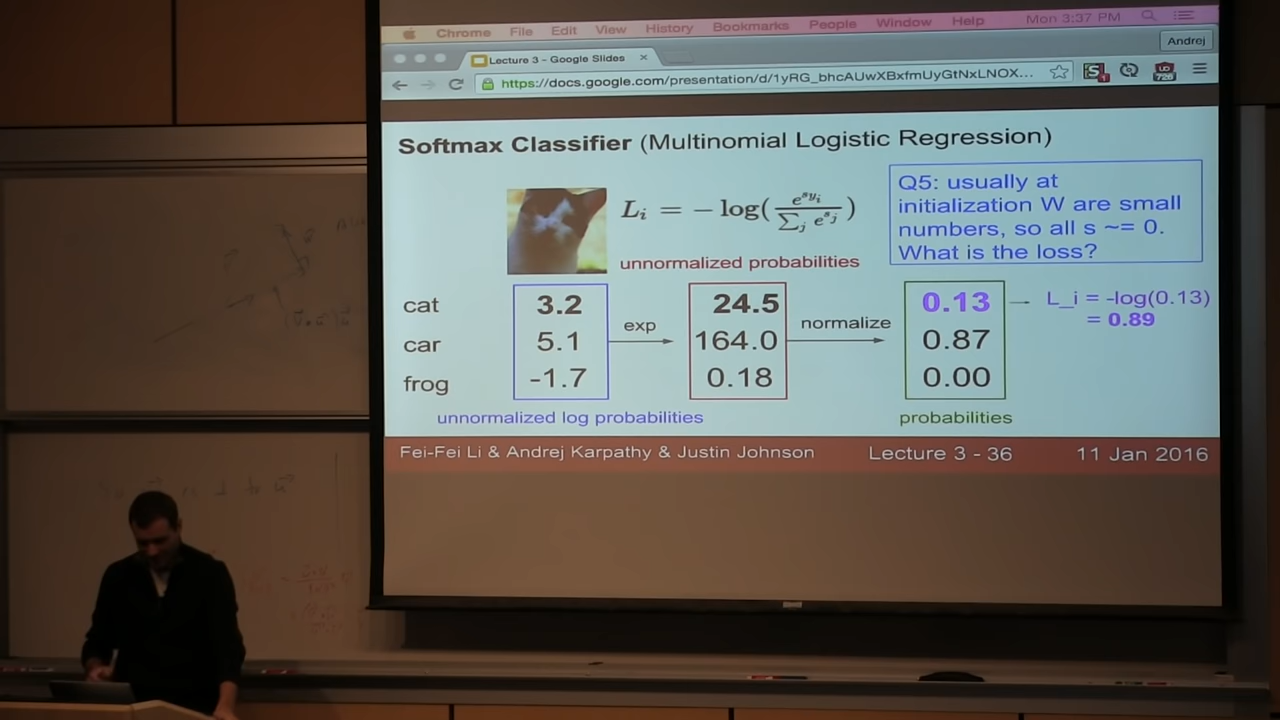 Chrome File Edit View History Bookmarks People Window Help Mon 3:37 PM
Andrej
Lecture 3 - Google Slides
https://docs.google.com/presentation/d/1yRG_bhcAUwXBxfmUyGtNxLNOX...
Softmax Classifier (Multinomial Logistic Regression)
L_i = -log(e^{s_{y_i}} / ∑_j e^{s_j})
Q5: usually at
initialization W are small
numbers, so all s ~= 0.
What is the loss?
unnormalized probabilities
cat 3.2 24.5 0.13 L_i = -log(0.13)
= 0.89
exp normalize
car 5.1 164.0 0.87
frog -1.7 0.18 0.00
unnormalized log probabilities probabilities
Fei-Fei Li & Andrej Karpathy & Justin Johnson Lecture 3 - 36 11 Jan 2016